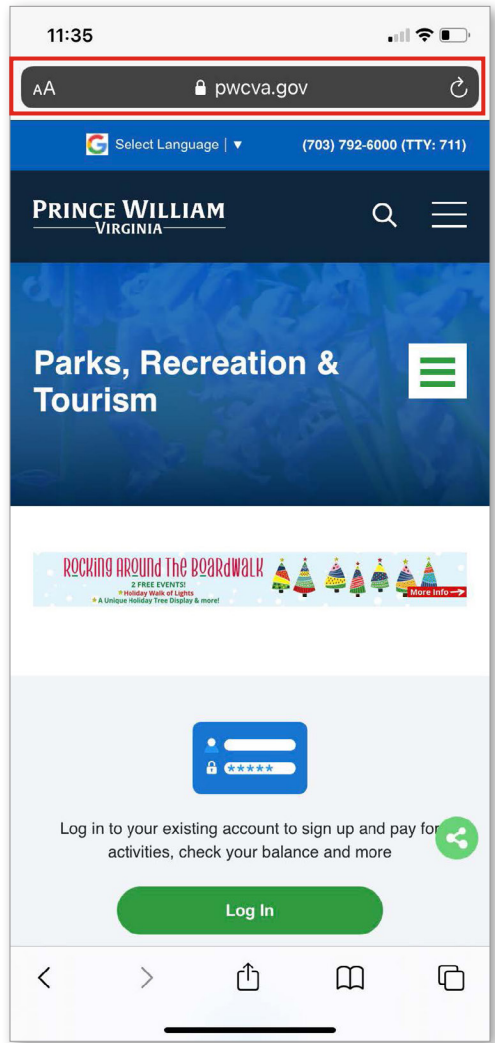 11:35
AA pwcva.gov
G Select Language | ▼ (703) 792-6000 (TTY: 711)
PRINCE WILLIAM
VIRGINIA
Parks, Recreation &
Tourism
ROCKING AROUND THE BOARDWALK
2 FREE EVENTS!
*Holiday Walk of Lights
*A Unique Holiday Tree Display & more!
More Info
*****
Log in to your existing account to sign up and pay for
activities, check your balance and more
Log In